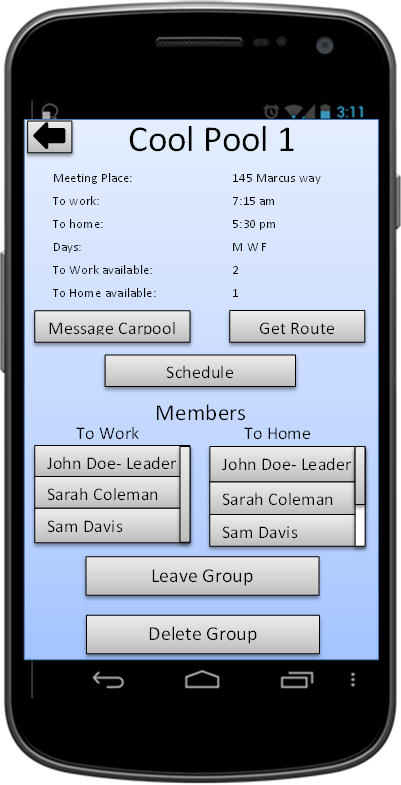 3:11
Cool Pool 1
Meeting Place: 145 Marcus way
To work: 7:15 am
To home: 5:30 pm
Days: M W F
To Work available: 2
To Home available: 1
Message Carpool Get Route
Schedule
Members
To Work To Home
John Doe- Leader John Doe- Leader
Sarah Coleman Sarah Coleman
Sam Davis Sam Davis
Leave Group
Delete Group